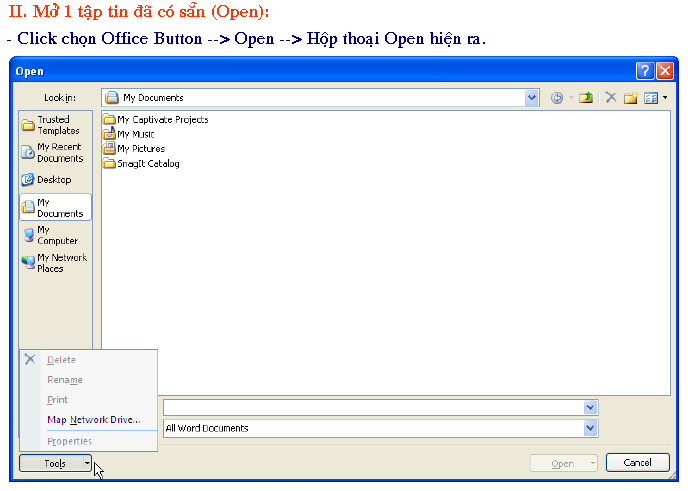 II. Mở 1 tập tin đã có sẵn (Open):
- Click chọn Office Button --> Open --> Hộp thoại Open hiện ra.
Open
Look in:
My Documents
Trusted
Templates
My Recent
Documents
Desktop
My
Documents
My
Computer
My Network
Places
My Captivate Projects
My Music
My Pictures
SnagIt Catalog
Delete
Rename
Print
Map Network Drive...
Properties
All Word Documents
Tools
Open
Cancel